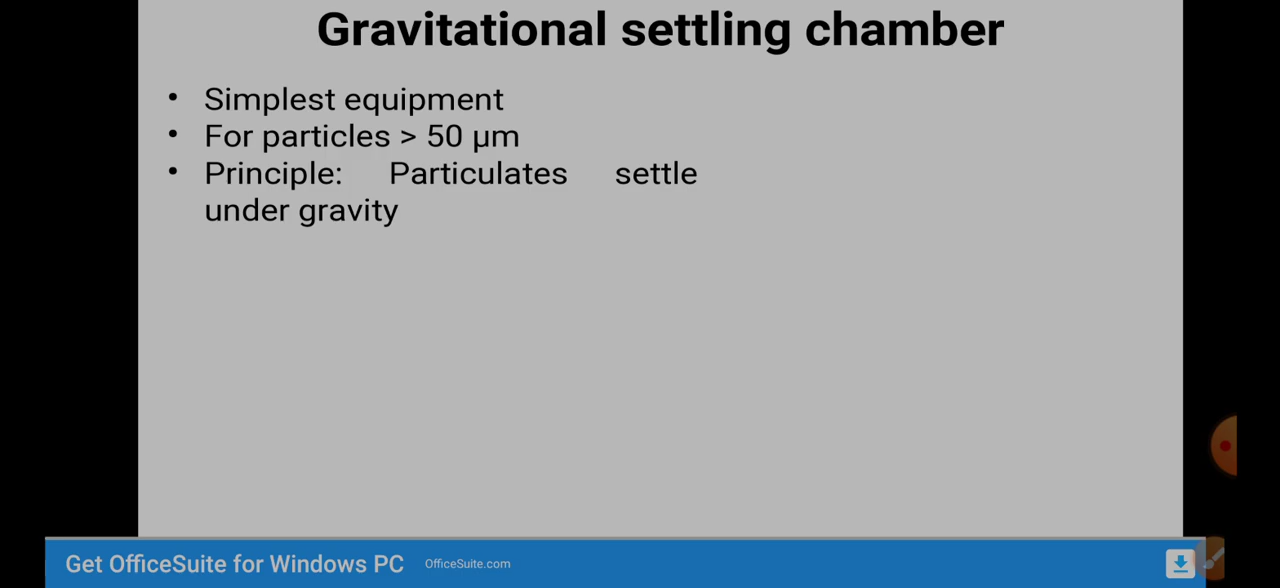 Gravitational settling chamber
• Simplest equipment
• For particles > 50 µm
• Principle: Particulates settle
under gravity
Get OfficeSuite for Windows PC OfficeSuite.com